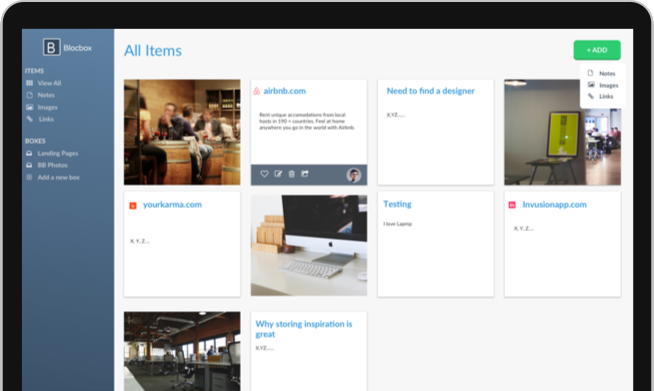 B Blocbox
ITEMS
View All
Notes
Images
Links
BOXES
Landing Pages
BB Photos
Add a new box
All Items
+ ADD
Notes
Images
Links
airbnb.com
Rent unique accomodations from local
hosts in 190 + countries. Feel at home
anywhere you go in the world with Airbnb.
Need to find a designer
X.Y.Z.....
yourkarma.com
X, Y, Z...
Testing
I love Laptop
Invusionapp.com
X, Y, Z...
Why storing inspiration is
great
X.Y.Z.....